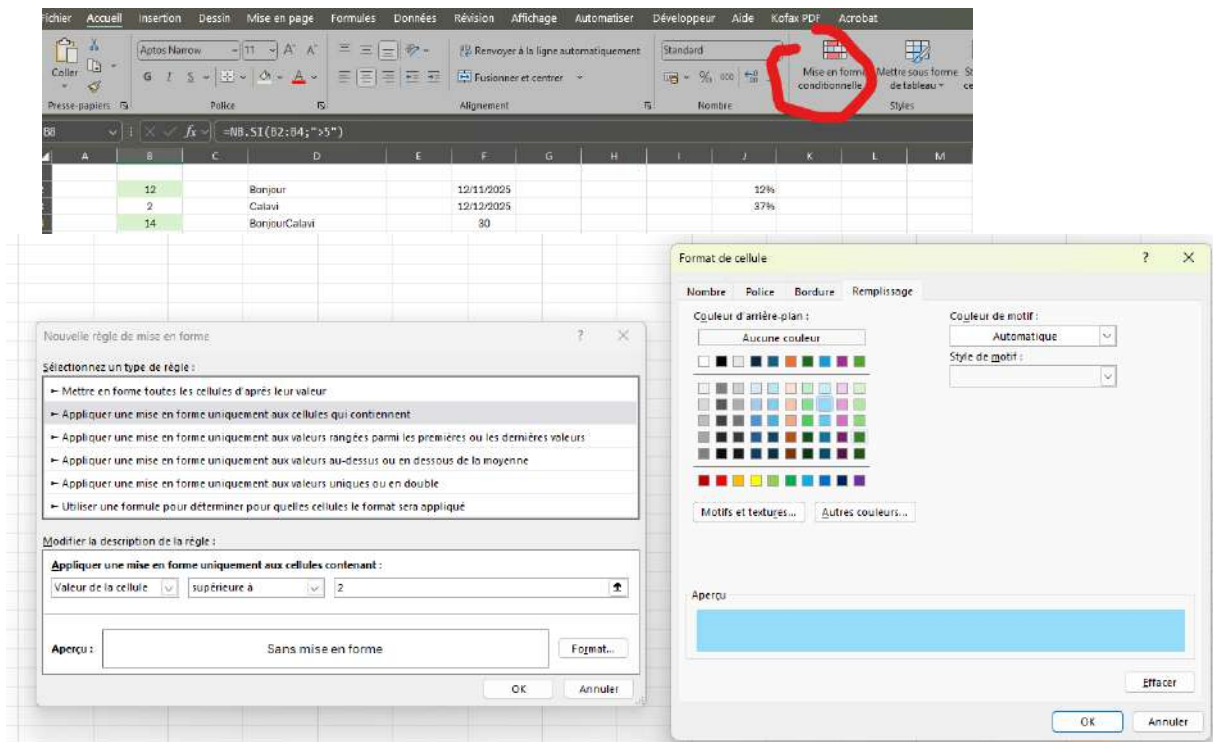 Fichier Accueil Insertion Dessin Mise en page Formules Données Révision Affichage Automatiser Développeur Aide Kofax PDF Acrobat
Coller
Aptos Narrow 11 A A
Renvoyer à la ligne automatiquement
Standard
G I S A
Fusionner et centrer
% 000
Mise en forme conditionnelle
Mettre sous forme de tableau
Presse-papiers Police Alignement Nombre Styles
B8 fx =NB.SI(B2:B4;">5")
A B C D E F G H I J K L M
12 Bonjour 12/11/2025 12%
2 Calavi 12/12/2025 37%
14 BonjourCalavi 30
Nouvelle règle de mise en forme ?
Sélectionnez un type de règle :
► Mettre en forme toutes les cellules d'après leur valeur
► Appliquer une mise en forme uniquement aux cellules qui contiennent
► Appliquer une mise en forme uniquement aux valeurs rangées parmi les premières ou les dernières valeurs
► Appliquer une mise en forme uniquement aux valeurs au-dessus ou en dessous de la moyenne
► Appliquer une mise en forme uniquement aux valeurs uniques ou en double
► Utiliser une formule pour déterminer pour quelles cellules le format sera appliqué
Modifier la description de la règle :
Appliquer une mise en forme uniquement aux cellules contenant :
Valeur de la cellule supérieure à 2
Aperçu : Sans mise en forme Format...
OK Annuler
Format de cellule ?
Nombre Police Bordure Remplissage
Couleur d'arrière-plan :
Aucune couleur
Couleur de motif :
Automatique
Style de motif :
Motifs et textures... Autres couleurs...
Aperçu
Effacer
OK Annuler